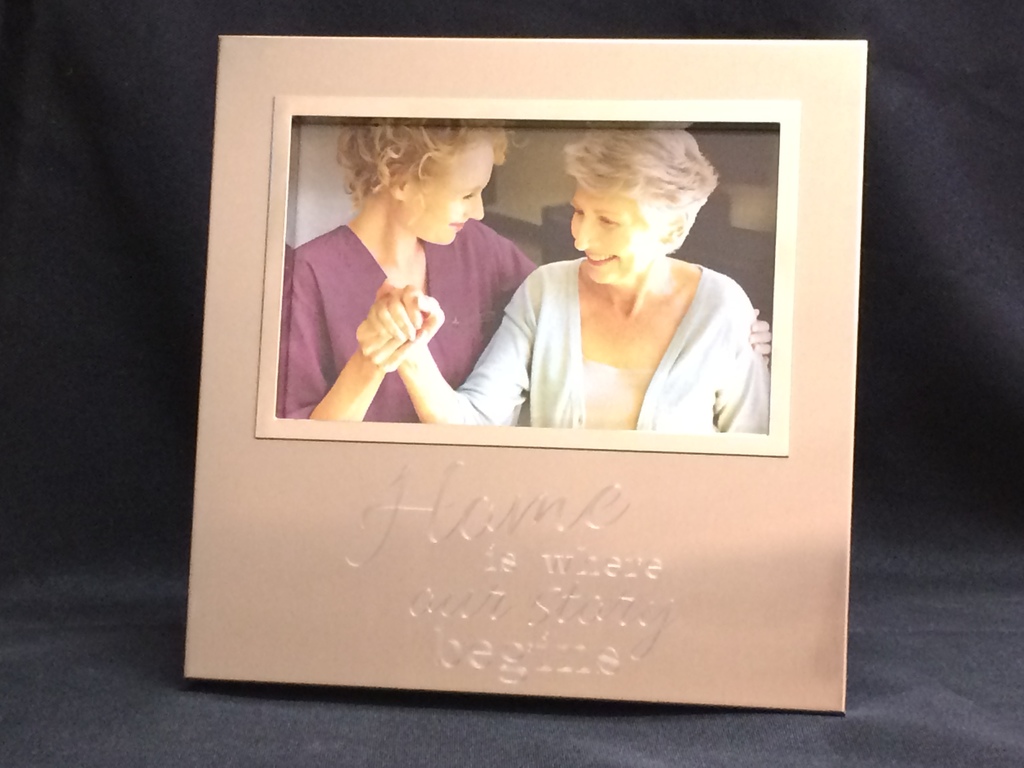 Home
is where
our story
begins